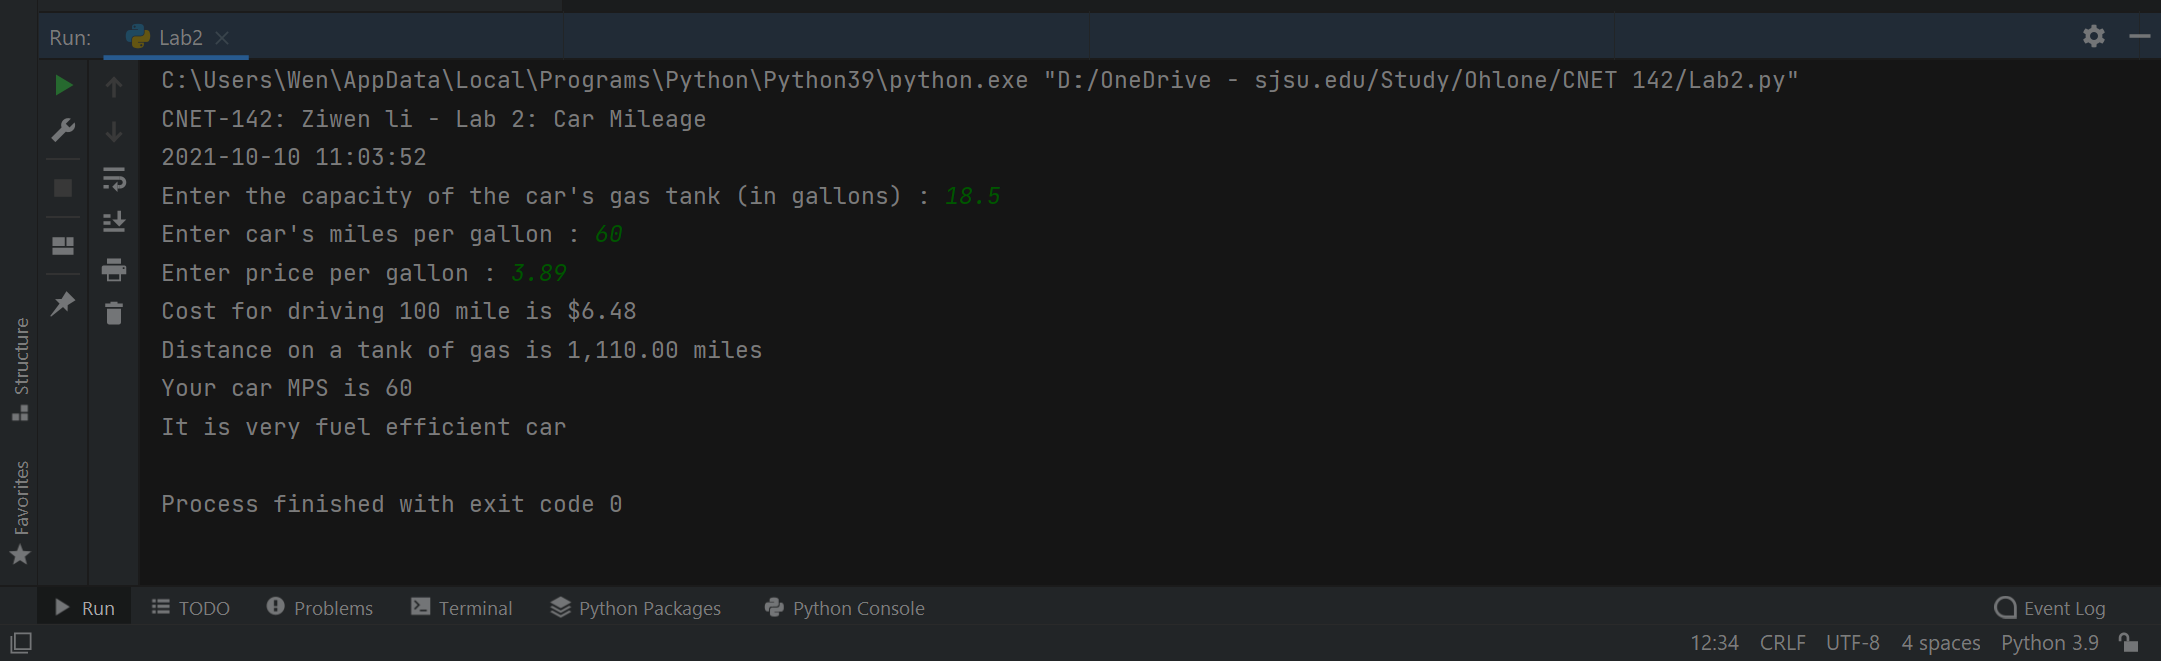 Run: Lab2
C:\Users\Wen\AppData\Local\Programs\Python\Python39\python.exe "D:/OneDrive - sjsu.edu/Study/Ohlone/CNET 142/Lab2.py"
CNET-142: Ziwen li - Lab 2: Car Mileage
2021-10-10 11:03:52
Enter the capacity of the car's gas tank (in gallons) : 18.5
Enter car's miles per gallon : 60
Enter price per gallon : 3.89
Cost for driving 100 mile is $6.48
Distance on a tank of gas is 1,110.00 miles
Your car MPS is 60
It is very fuel efficient car
Process finished with exit code 0
Structure
Favorites
Run TODO Problems Terminal Python Packages Python Console Event Log
12:34 CRLF UTF-8 4 spaces Python 3.9